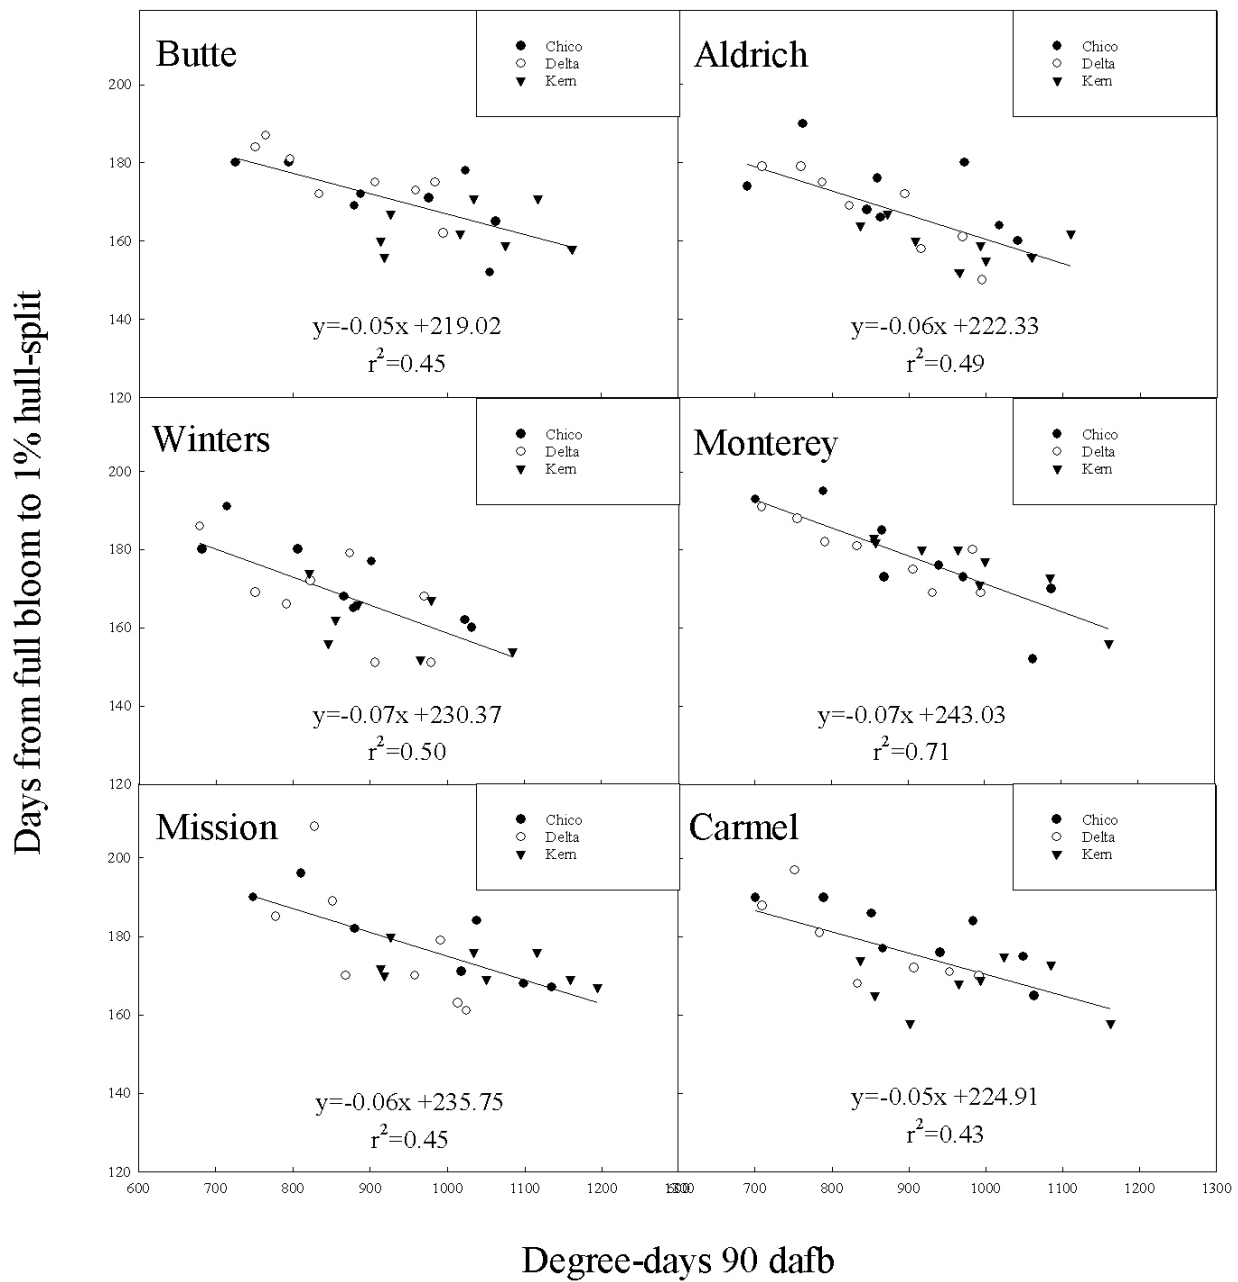 Days from full bloom to 1% hull-split
Butte
Chico
Delta
Kern
200
180
160
140
120
y=-0.05x +219.02
r²=0.45
Aldrich
Chico
Delta
Kern
y=-0.06x +222.33
r²=0.49
Winters
Chico
Delta
Kern
200
180
160
140
120
y=-0.07x +230.37
r²=0.50
Monterey
Chico
Delta
Kern
y=-0.07x +243.03
r²=0.71
Mission
Chico
Delta
Kern
200
180
160
140
120
y=-0.06x +235.75
r²=0.45
600 700 800 900 1000 1100 1200
Carmel
Chico
Delta
Kern
y=-0.05x +224.91
r²=0.43
700 800 900 1000 1100 1200 1300
Degree-days 90 dafb